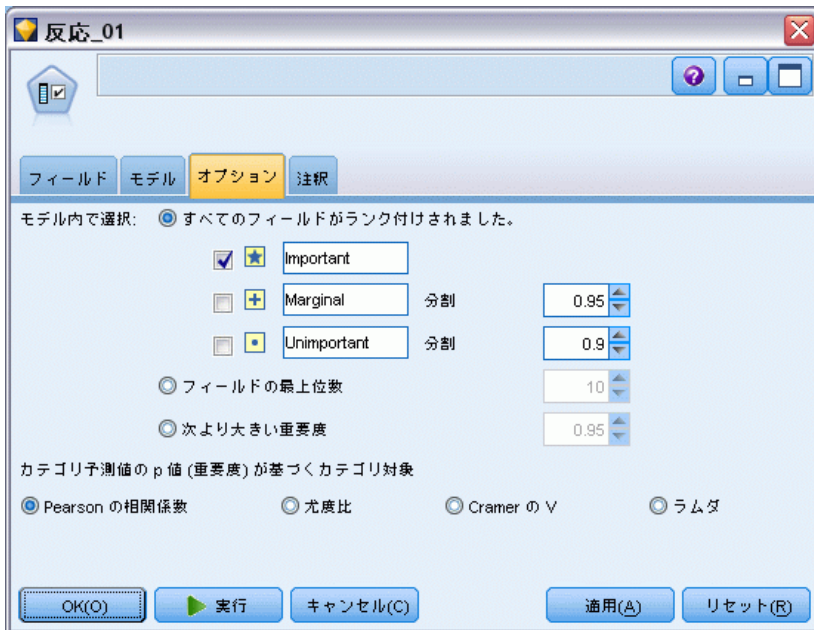 反応_01
フィールド モデル オプション 注釈
モデル内で選択: すべてのフィールドがランク付けされました。
Important
Marginal 分割 0.95
Unimportant 分割 0.9
フィールドの最上位数 10
次より大きい重要度 0.95
カテゴリ予測値の p 値 (重要度) が基づくカテゴリ対象
Pearson の相関係数 尤度比 Cramer の V ラムダ
OK(O) 実行 キャンセル(C) 適用(A) リセット(R)